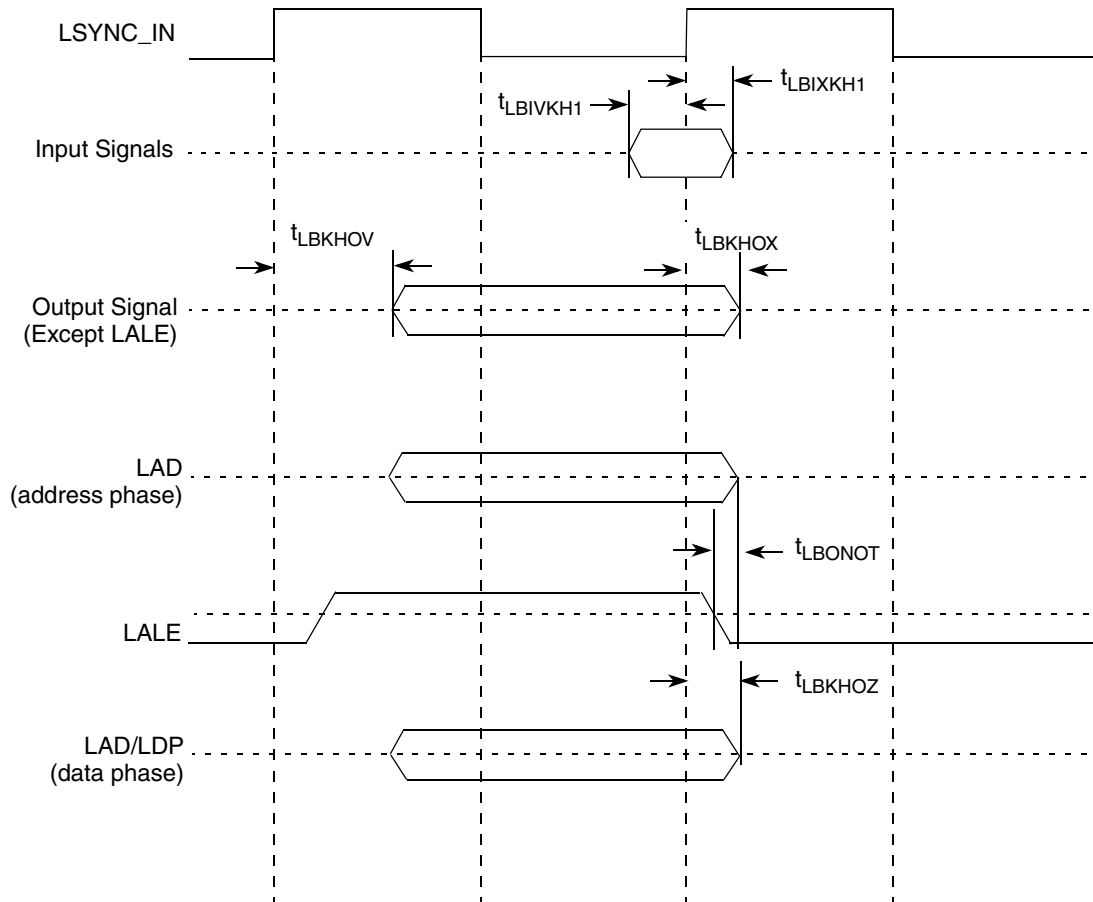 LSYNC_IN
tLBIXKH1
tLBIVKH1
Input Signals
tLBKHOV
tLBKHOX
Output Signal
(Except LALE)
LAD
(address phase)
tLBONOT
LALE
tLBKHOZ
LAD/LDP
(data phase)